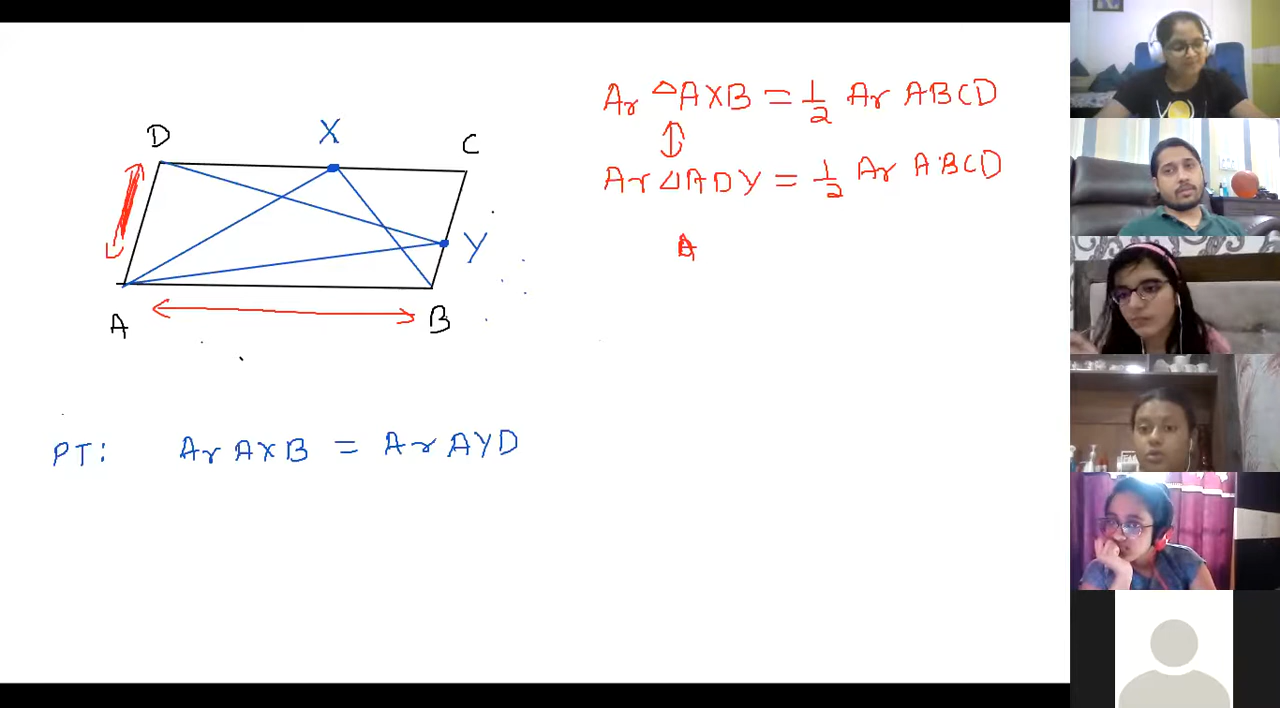 D
X
C
Y
A
B
Ar △AXB = 1/2 Ar ABCD
Ar △ADY = 1/2 Ar ABCD
PT: Ar AXB = Ar AYD